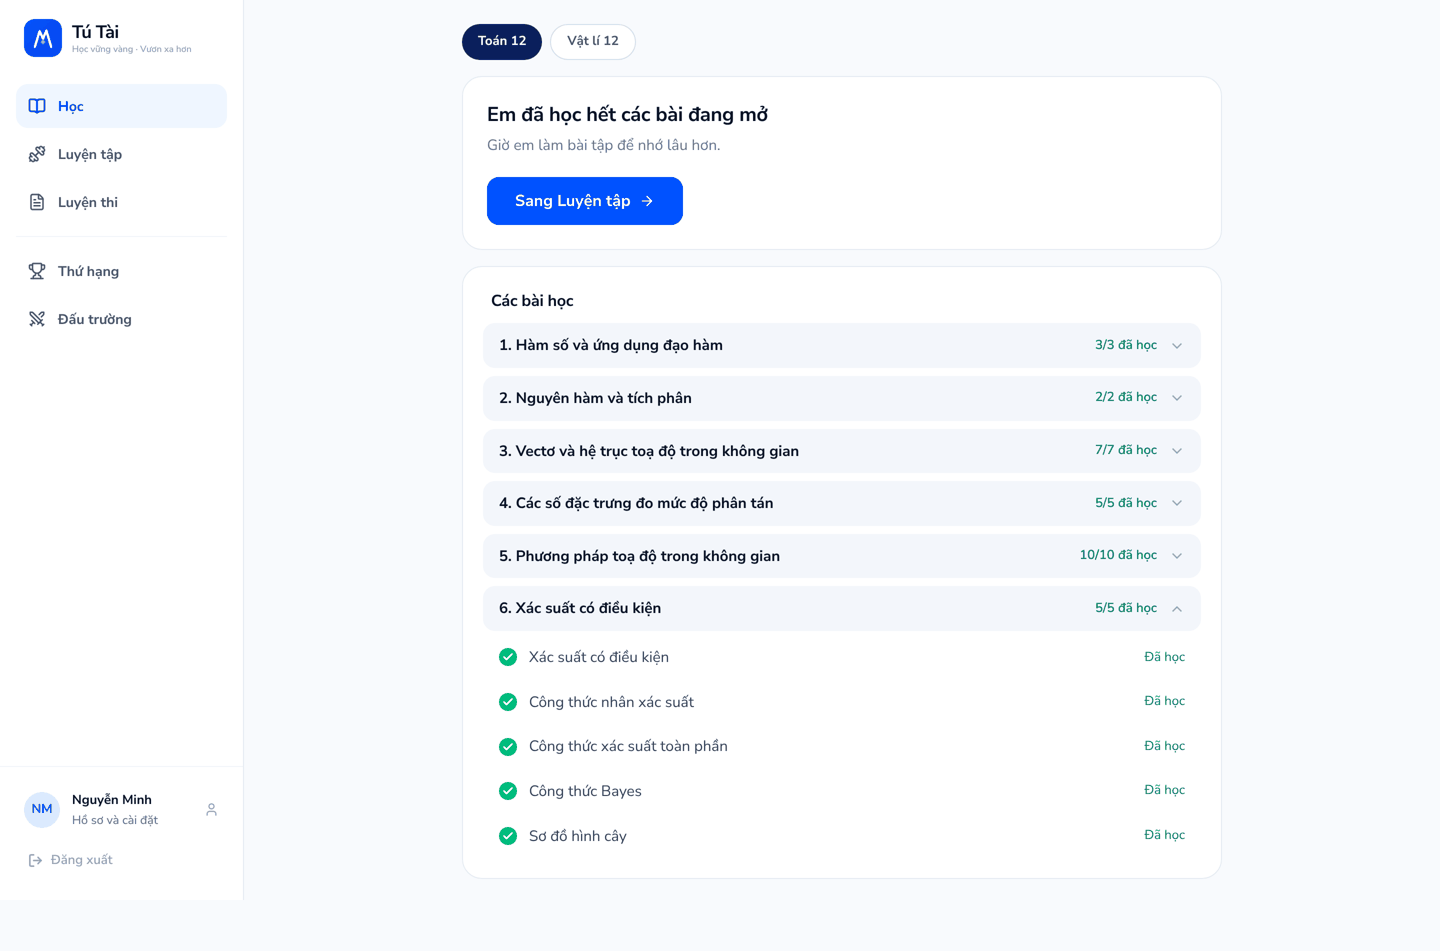 Tú Tài
Học vững vàng · Vươn xa hơn
Học
Luyện tập
Luyện thi
Thứ hạng
Đấu trường
NM
Nguyễn Minh
Hồ sơ và cài đặt
Đăng xuất
Toán 12
Vật lí 12
Em đã học hết các bài đang mở
Giờ em làm bài tập để nhớ lâu hơn.
Sang Luyện tập →
Các bài học
1. Hàm số và ứng dụng đạo hàm 3/3 đã học
2. Nguyên hàm và tích phân 2/2 đã học
3. Vectơ và hệ trục toạ độ trong không gian 7/7 đã học
4. Các số đặc trưng đo mức độ phân tán 5/5 đã học
5. Phương pháp toạ độ trong không gian 10/10 đã học
6. Xác suất có điều kiện 5/5 đã học
Xác suất có điều kiện Đã học
Công thức nhân xác suất Đã học
Công thức xác suất toàn phần Đã học
Công thức Bayes Đã học
Sơ đồ hình cây Đã học